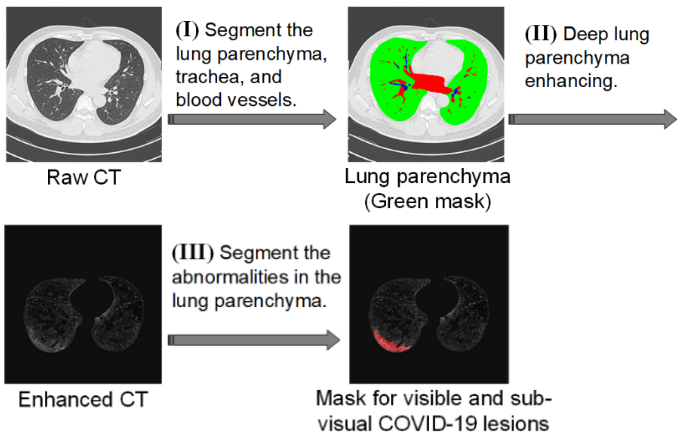 (I) Segment the
lung parenchyma,
trachea, and
blood vessels.
(II) Deep lung
parenchyma
enhancing.
Raw CT
Lung parenchyma
(Green mask)
(III) Segment the
abnormalities in the
lung parenchyma.
Enhanced CT
Mask for visible and sub-
visual COVID-19 lesions